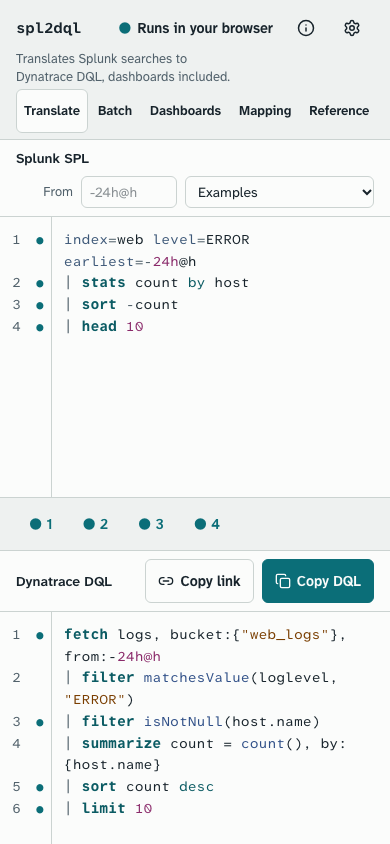 spl2dql
Runs in your browser
Translates Splunk searches to
Dynatrace DQL, dashboards included.
Translate Batch Dashboards Mapping Reference
Splunk SPL
From -24h@h Examples
1 index=web level=ERROR
earliest=-24h@h
2 | stats count by host
3 | sort -count
4 | head 10
1 2 3 4
Dynatrace DQL Copy link Copy DQL
1 fetch logs, bucket:{"web_logs"},
from:-24h@h
2 | filter matchesValue(loglevel,
"ERROR")
3 | filter isNotNull(host.name)
4 | summarize count = count(), by:
{host.name}
5 | sort count desc
6 | limit 10